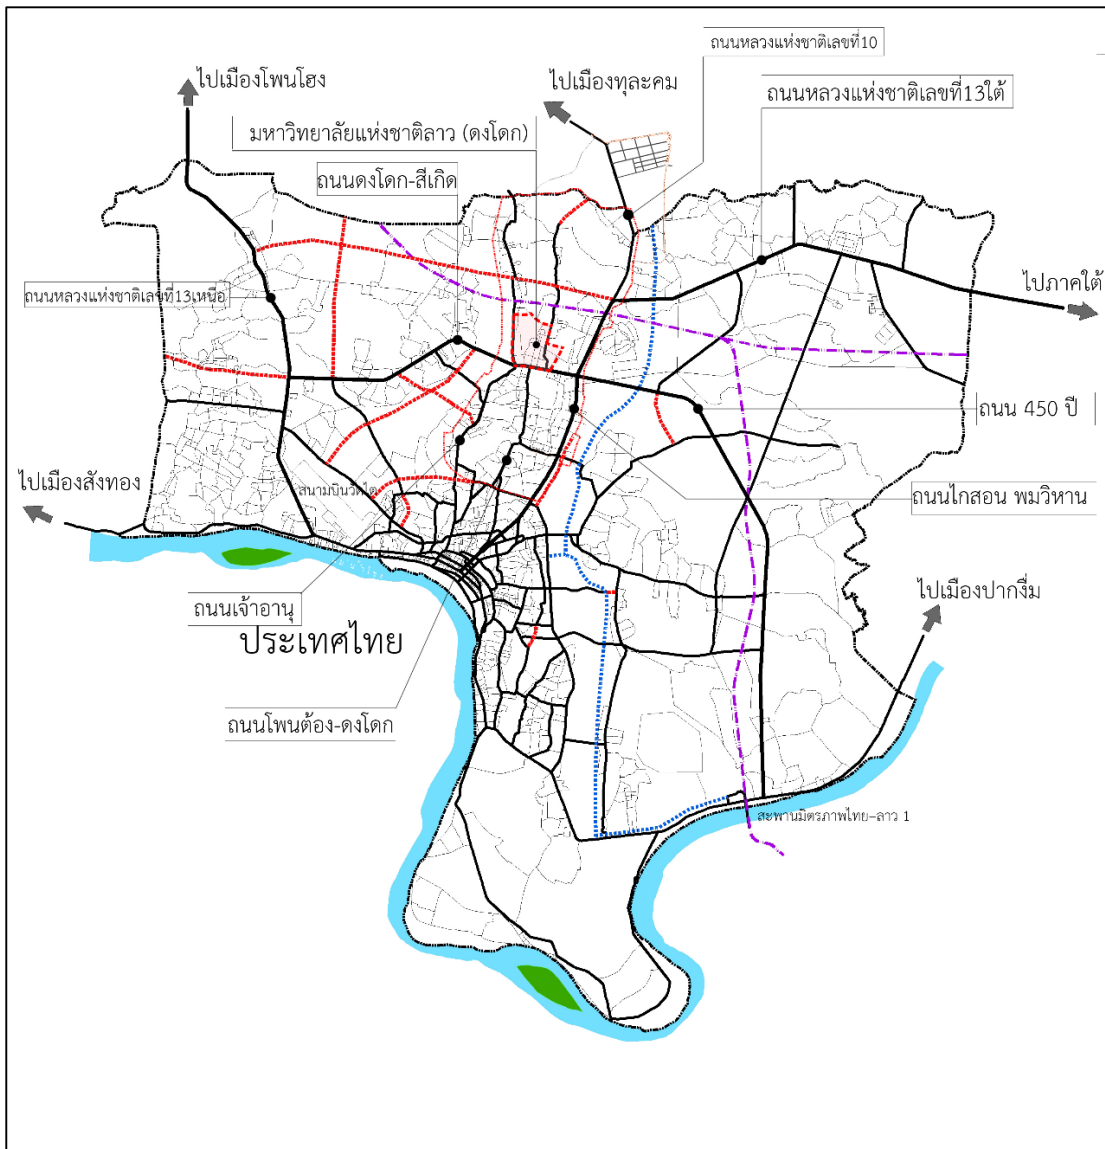 ถนนหลวงแห่งชาติเลขที่10
ไปเมืองโพนโฮง
ไปเมืองทุละคม
ถนนหลวงแห่งชาติเลขที่13ใต้
มหาวิทยาลัยแห่งชาติลาว (ดงโดก)
ถนนดงโดก-สีเกิด
ไปภาคใต้
ถนนหลวงแห่งชาติเลขที่13เหนือ
ถนน 450 ปี
ไปเมืองสังทอง
สนามบินวัดไต
ถนนไกสอน พมวิหาน
ไปเมืองปากงึ่ม
ถนนเจ้าอานุ
ประเทศไทย
ถนนโพนต้อง-ดงโดก
สะพานมิตรภาพไทย-ลาว 1